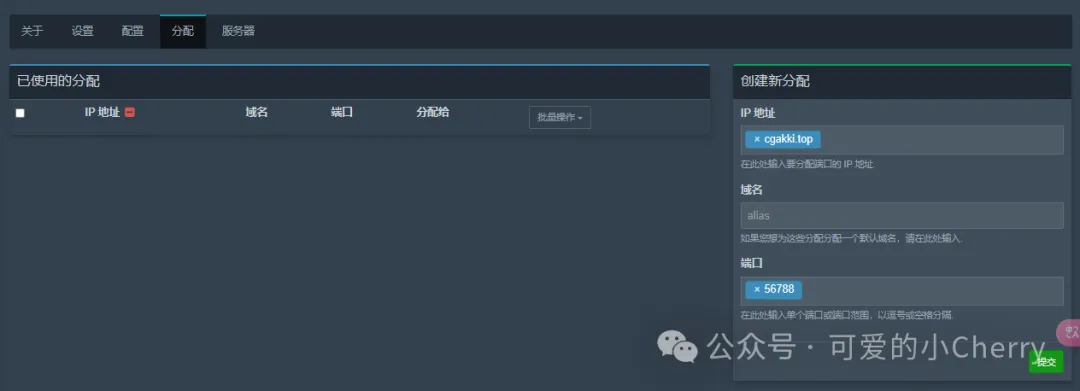 关于 设置 配置 分配 服务器
已使用的分配
IP 地址 域名 端口 分配给 批量操作
创建新分配
IP 地址
× cgakki.top
在此处输入要分配端口的 IP 地址.
域名
alias
如果您想为这些分配分配一个默认域名，请在此处输入.
端口
× 56788
在此处输入单个端口或端口范围，以逗号或空格分隔.
公众号 · 可爱的小Cherry
提交